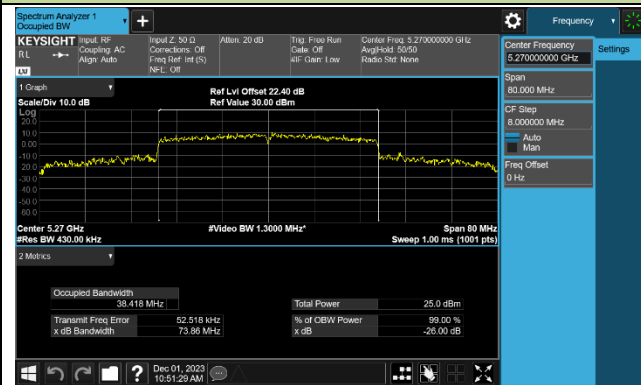 Spectrum Analyzer 1
Occupied BW
Frequency
KEYSIGHT
Input: RF
Coupling: AC
Align: Auto
Input Z: 50 Ω
Corrections: Off
Freq Ref: Int (S)
NFE: Off
Atten: 20 dB
Trig: Free Run
Gate: Off
#IF Gain: Low
Center Freq: 5.270000000 GHz
Avg|Hold: 50/50
Radio Std: None
RL
LXI
Center Frequency
5.270000000 GHz
Settings
Span
80.000 MHz
CF Step
8.000000 MHz
Auto
Man
Freq Offset
0 Hz
1 Graph
Scale/Div 10.0 dB
Ref Lvl Offset 22.40 dB
Ref Value 30.00 dBm
Log
20.0
10.0
0.00
-10.0
-20.0
-30.0
-40.0
-50.0
-60.0
Center 5.27 GHz
#Res BW 430.00 kHz
#Video BW 1.3000 MHz*
Span 80 MHz
Sweep 1.00 ms (1001 pts)
2 Metrics
Occupied Bandwidth
38.418 MHz
Transmit Freq Error
52.518 kHz
x dB Bandwidth
73.86 MHz
Total Power
25.0 dBm
% of OBW Power
99.00 %
x dB
-26.00 dB
?
Dec 01, 2023
10:51:29 AM